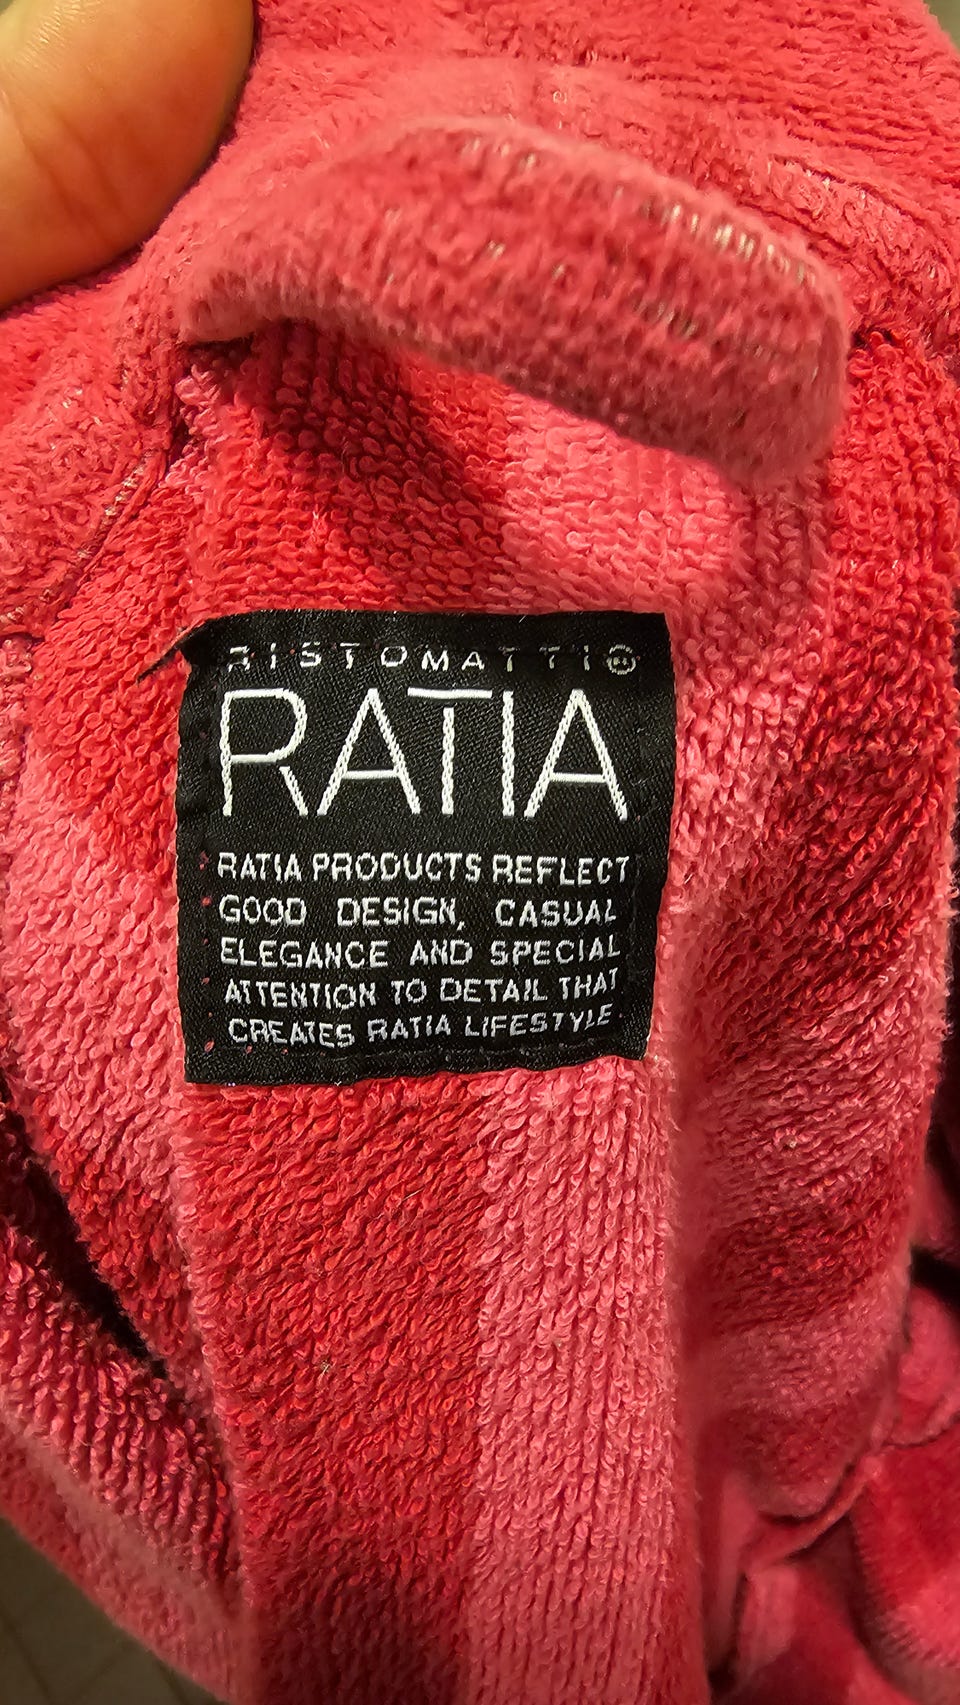 RISTOMATTI®
RATIA
RATIA PRODUCTS REFLECT
GOOD DESIGN, CASUAL
ELEGANCE AND SPECIAL
ATTENTION TO DETAIL THAT
CREATES RATIA LIFESTYLE.